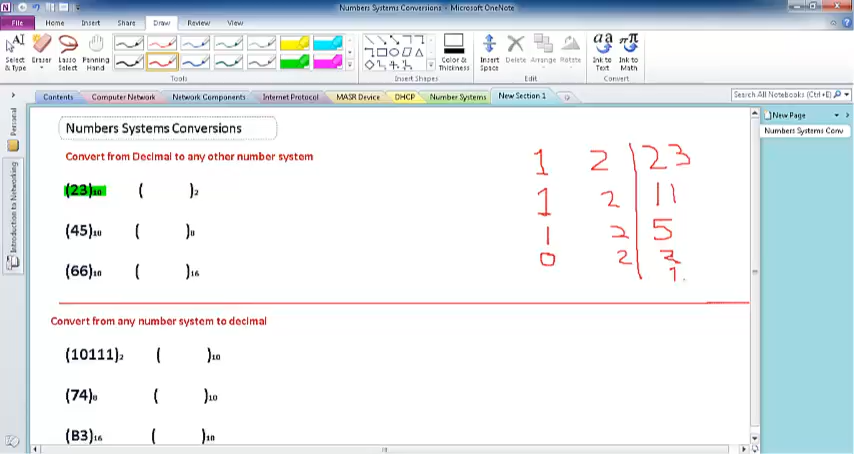 Numbers Systems Conversions - Microsoft OneNote
File Home Insert Share Draw Review View
Select & Type Eraser Lasso Select Panning Hand Color & Thickness Insert Space Delete Arrange Rotate Ink to Text Ink to Math
Tools Insert Shapes Edit Convert
Contents Computer Network Network Components Internet Protocol MASR Device DHCP Number Systems New Section 1 Search All Notebooks (Ctrl+E)
Personal
Introduction to Networking
New Page
Numbers Systems Conv
Numbers Systems Conversions
Convert from Decimal to any other number system
(23)₁₀ ( )₂
(45)₁₀ ( )₈
(66)₁₀ ( )₁₆
1 2 23
1 2 11
1 2 5
0 2 2
1
Convert from any number system to decimal
(10111)₂ ( )₁₀
(74)₈ ( )₁₀
(B3)₁₆ ( )₁₀